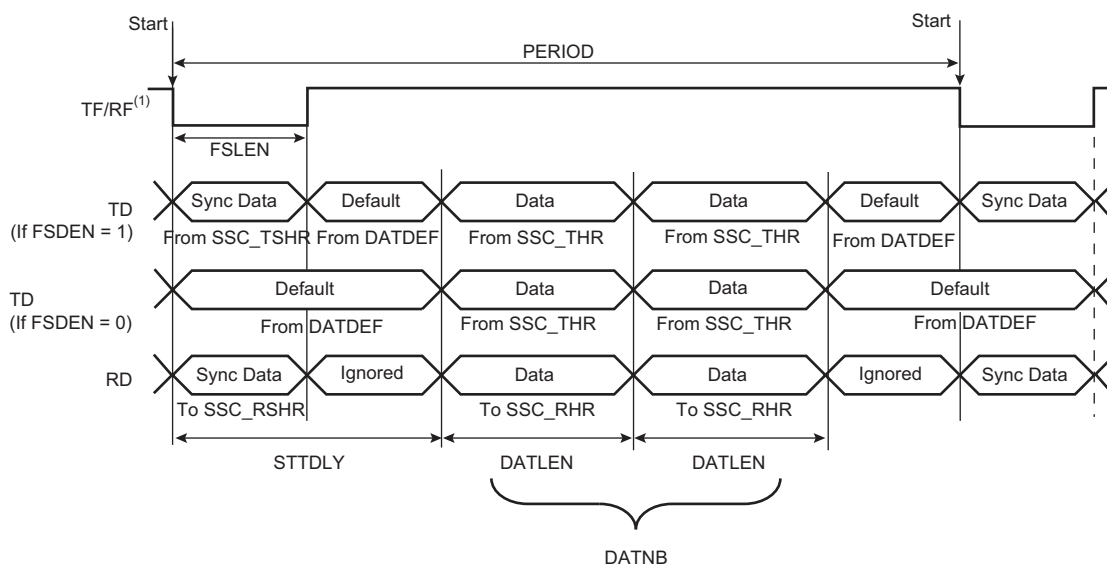 Start
Start
PERIOD
TF/RF(1)
FSLEN
TD
(If FSDEN = 1)
Sync Data
Default
Data
Data
Default
Sync Data
From SSC_TSHR
From DATDEF
From SSC_THR
From SSC_THR
From DATDEF
TD
(If FSDEN = 0)
Default
Data
Data
Default
From DATDEF
From SSC_THR
From SSC_THR
From DATDEF
RD
Sync Data
Ignored
Data
Data
Ignored
Sync Data
To SSC_RSHR
To SSC_RHR
To SSC_RHR
STTDLY
DATLEN
DATLEN
DATNB